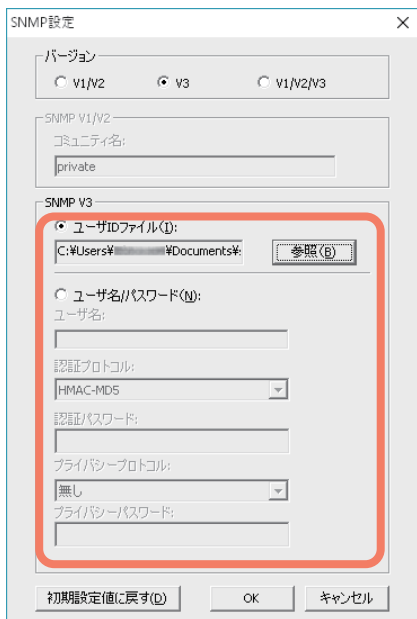 SNMP設定
バージョン
V1/V2 V3 V1/V2/V3
SNMP V1/V2
コミュニティ名:
private
SNMP V3
ユーザIDファイル(I):
C:¥Users¥ ¥Documents¥: 参照(B)
ユーザ名/パスワード(N):
ユーザ名:
認証プロトコル:
HMAC-MD5
認証パスワード:
プライバシープロトコル:
無し
プライバシーパスワード:
初期設定値に戻す(D) OK キャンセル